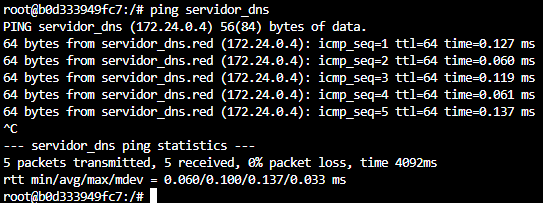 root@b0d333949fc7:/# ping servidor_dns
PING servidor_dns (172.24.0.4) 56(84) bytes of data.
64 bytes from servidor_dns.red (172.24.0.4): icmp_seq=1 ttl=64 time=0.127 ms
64 bytes from servidor_dns.red (172.24.0.4): icmp_seq=2 ttl=64 time=0.060 ms
64 bytes from servidor_dns.red (172.24.0.4): icmp_seq=3 ttl=64 time=0.119 ms
64 bytes from servidor_dns.red (172.24.0.4): icmp_seq=4 ttl=64 time=0.061 ms
64 bytes from servidor_dns.red (172.24.0.4): icmp_seq=5 ttl=64 time=0.137 ms
^C
--- servidor_dns ping statistics ---
5 packets transmitted, 5 received, 0% packet loss, time 4092ms
rtt min/avg/max/mdev = 0.060/0.100/0.137/0.033 ms
root@b0d333949fc7:/#